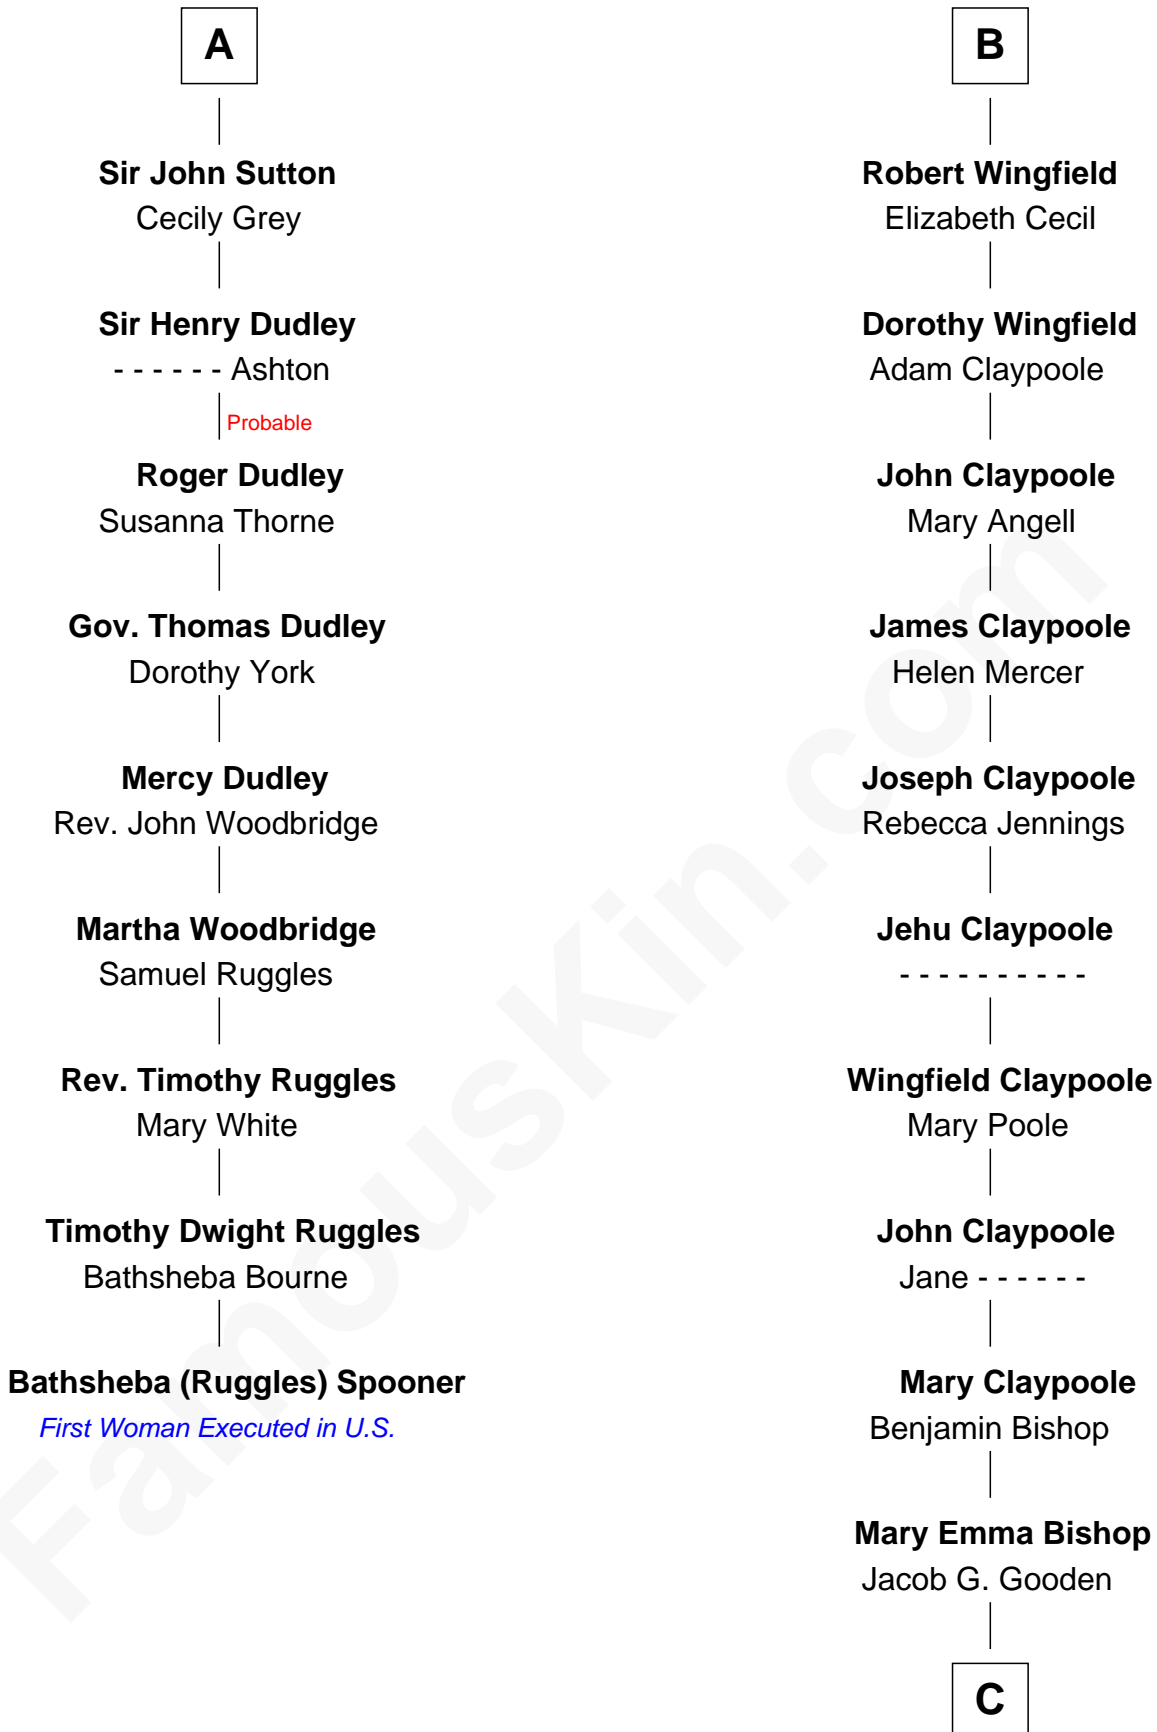 A
Sir John Sutton
Cecily Grey
Sir Henry Dudley
- - - - - - Ashton
Probable
Roger Dudley
Susanna Thorne
Gov. Thomas Dudley
Dorothy York
Mercy Dudley
Rev. John Woodbridge
Martha Woodbridge
Samuel Ruggles
Rev. Timothy Ruggles
Mary White
Timothy Dwight Ruggles
Bathsheba Bourne
Bathsheba (Ruggles) Spooner
First Woman Executed in U.S.
B
Robert Wingfield
Elizabeth Cecil
Dorothy Wingfield
Adam Claypoole
John Claypoole
Mary Angell
James Claypoole
Helen Mercer
Joseph Claypoole
Rebecca Jennings
Jehu Claypoole
- - - - - - - - - -
Wingfield Claypoole
Mary Poole
John Claypoole
Jane - - - - - -
Mary Claypoole
Benjamin Bishop
Mary Emma Bishop
Jacob G. Gooden
C
FamousKin.com